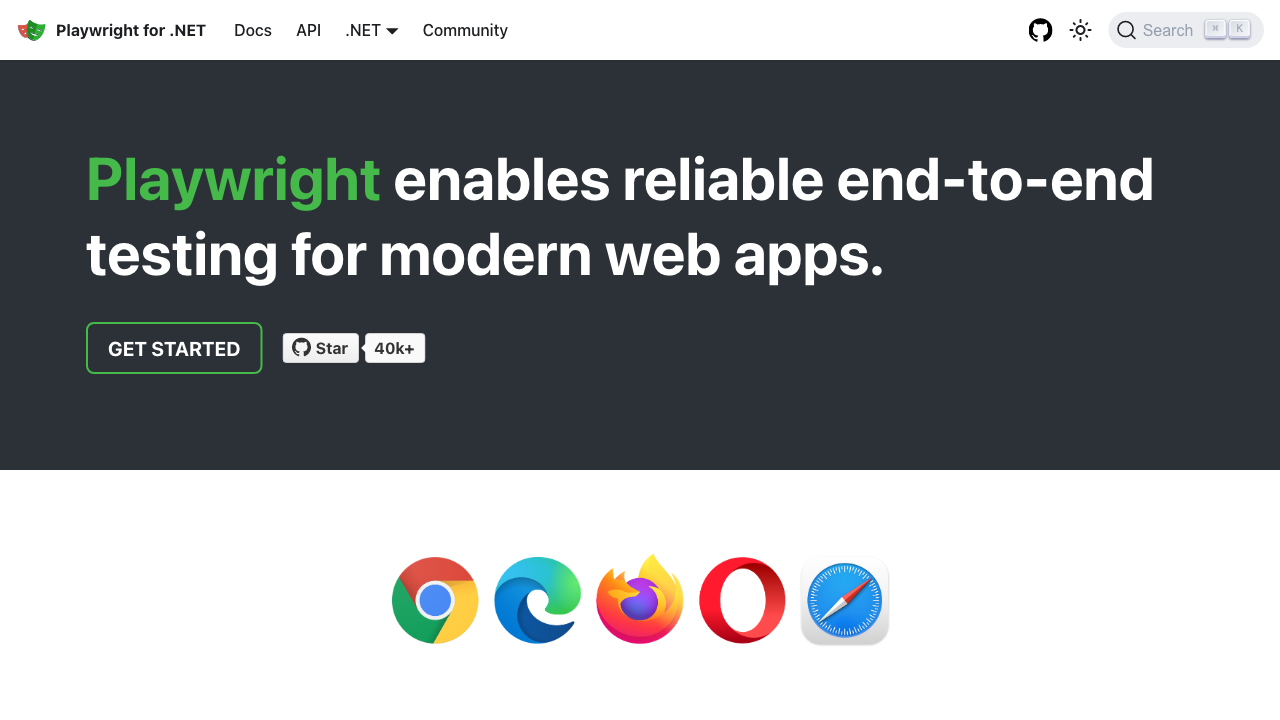 Playwright for .NET Docs API .NET Community Search ⌘ K
Playwright enables reliable end-to-end
testing for modern web apps.
GET STARTED Star 40k+